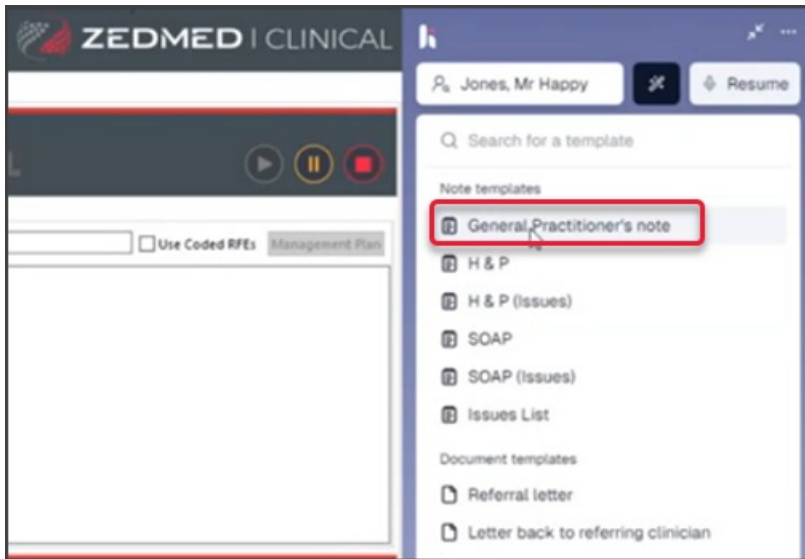 ZEDMED | CLINICAL
Jones, Mr Happy
Resume
Search for a template
Note templates
General Practitioner's note
Use Coded RFEs
Management Plan
H & P
H & P (Issues)
SOAP
SOAP (Issues)
Issues List
Document templates
Referral letter
Letter back to referring clinician